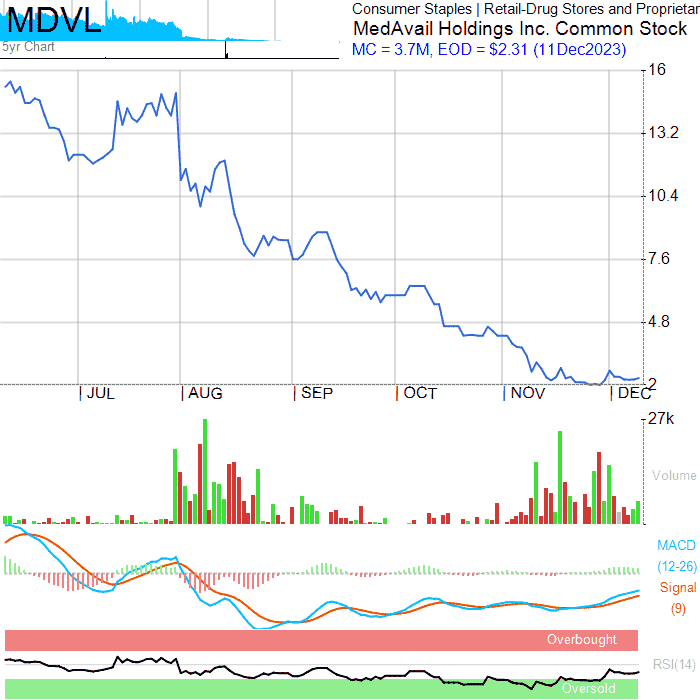 MDVL
5yr Chart
Consumer Staples | Retail-Drug Stores and Proprietar
MedAvail Holdings Inc. Common Stock
MC = 3.7M, EOD = $2.31 (11Dec2023)
16
13.2
10.4
7.6
4.8
2
JUL
AUG
SEP
OCT
NOV
DEC
27k
Volume
MACD
(12-26)
Signal
(9)
Overbought
RSI(14)
Oversold